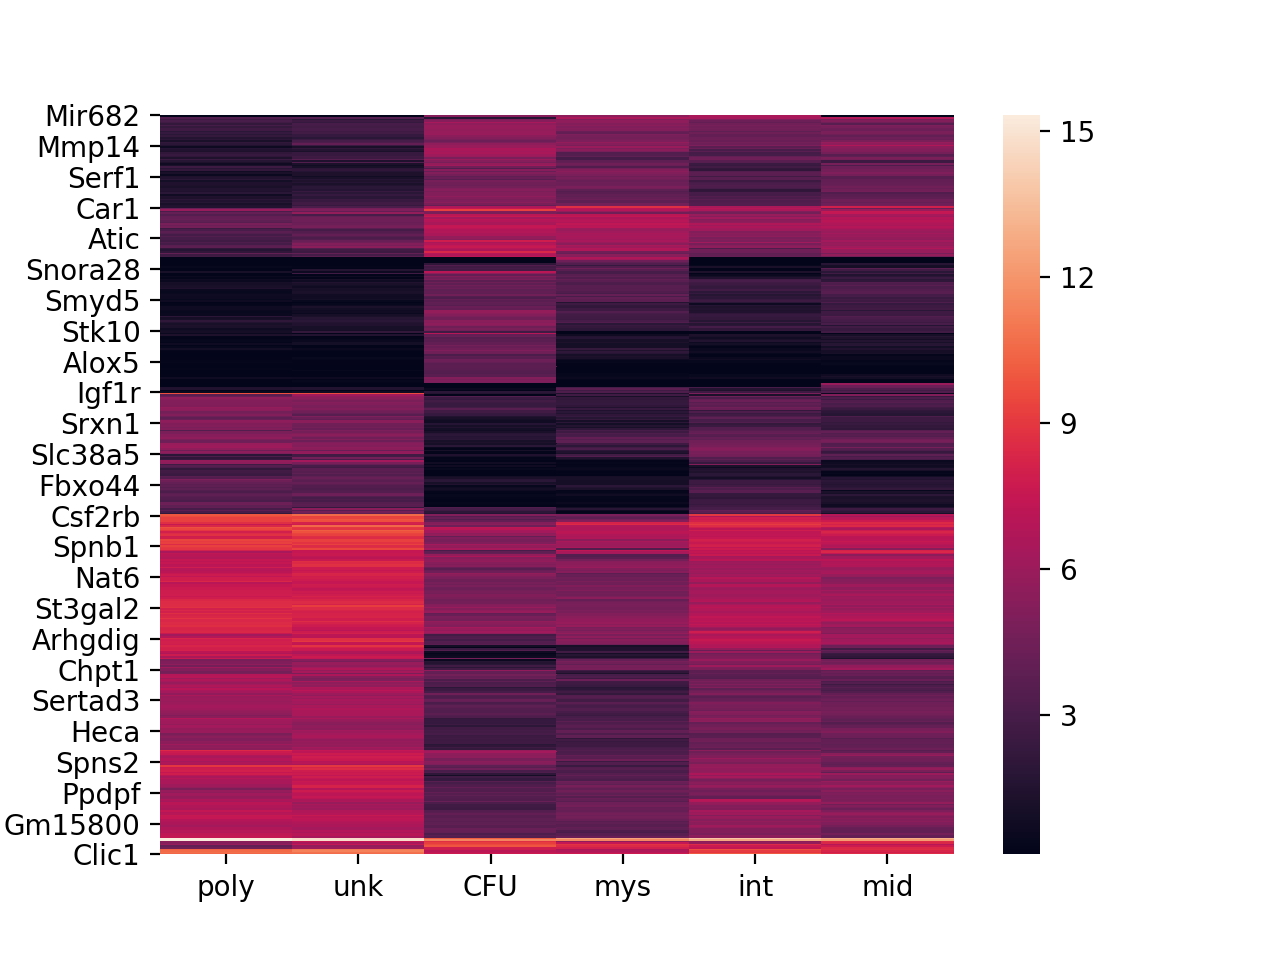 Mir682
Mmp14
Serf1
Car1
Atic
Snora28
Smyd5
Stk10
Alox5
Igf1r
Srxn1
Slc38a5
Fbxo44
Csf2rb
Spnb1
Nat6
St3gal2
Arhgdig
Chpt1
Sertad3
Heca
Spns2
Ppdpf
Gm15800
Clic1
poly unk CFU mys int mid
15
12
9
6
3